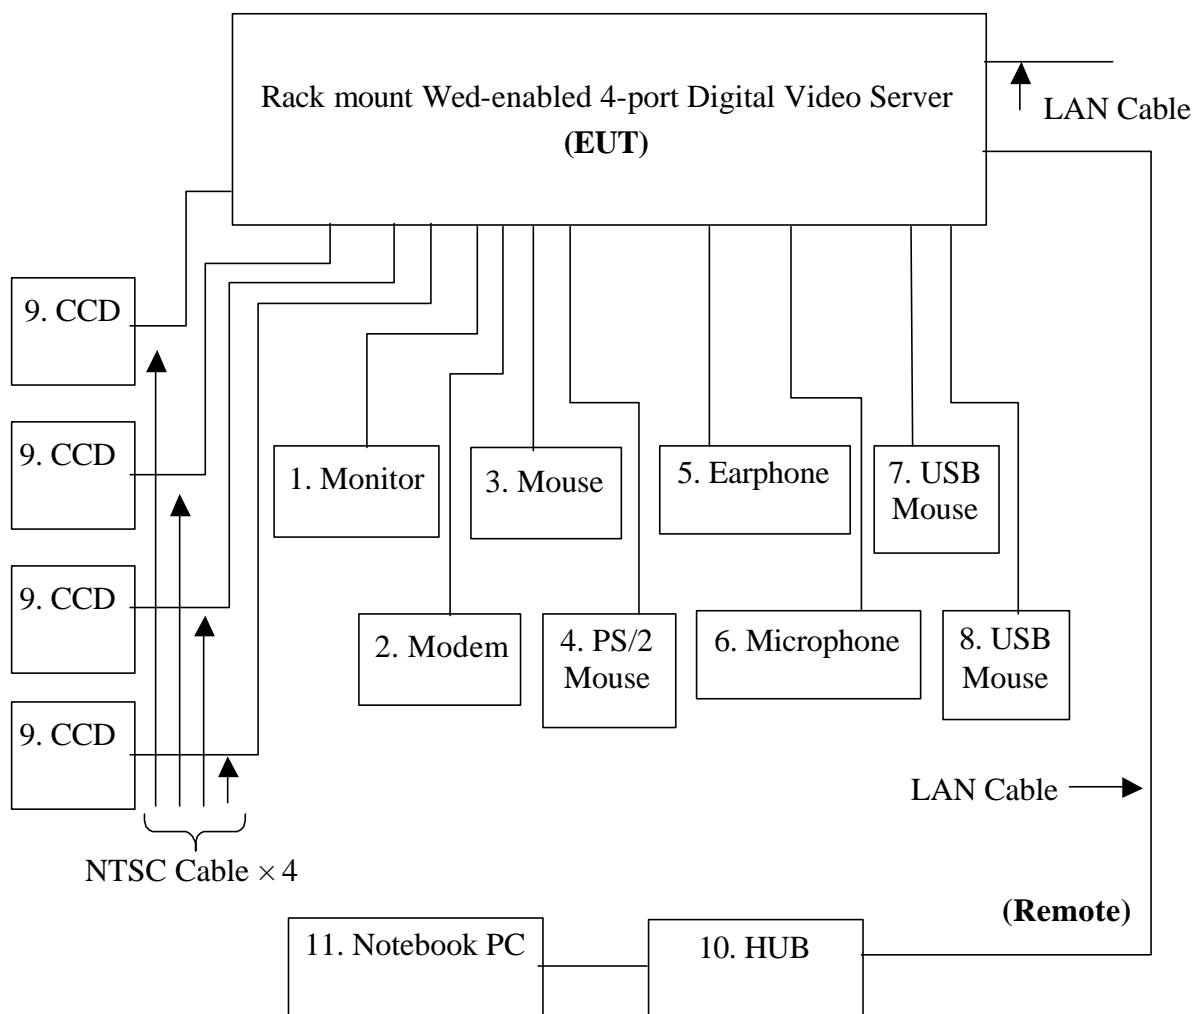 Rack mount Wed-enabled 4-port Digital Video Server
(EUT)
LAN Cable
9. CCD
9. CCD
9. CCD
9. CCD
1. Monitor
3. Mouse
5. Earphone
7. USB
Mouse
2. Modem
4. PS/2
Mouse
6. Microphone
8. USB
Mouse
LAN Cable
NTSC Cable × 4
(Remote)
11. Notebook PC
10. HUB